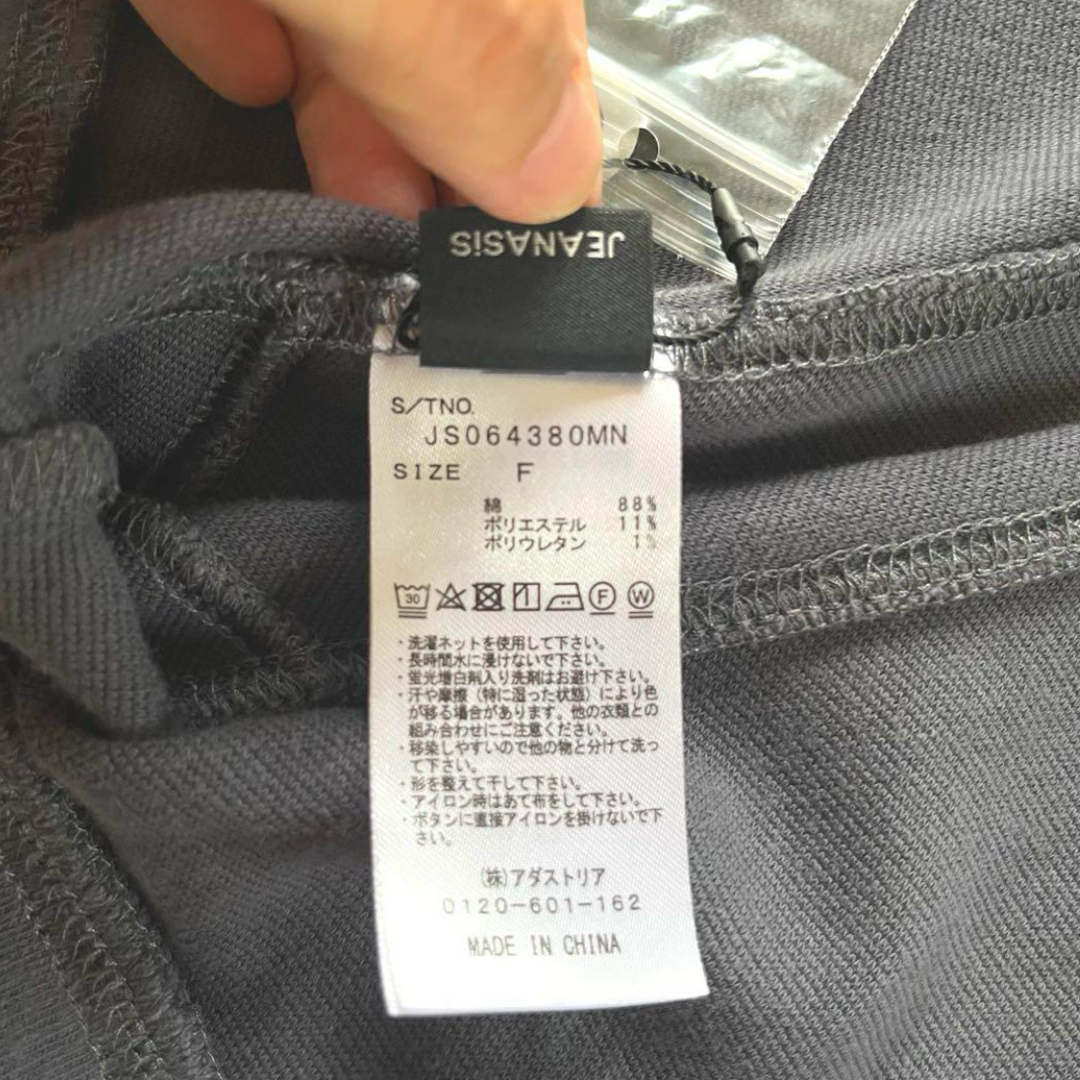 JEANASiS
S/TNO.
JS064380MN
SIZE F
綿 88%
ポリエステル 11%
ポリウレタン 1%
30 F W
・洗濯ネットを使用して下さい。
・長時間水に浸けないで下さい。
・蛍光増白剤入り洗剤はお避け下さい。
・汗や摩擦(特に湿った状態)により色
が移る場合があります。他の衣類との
組み合わせにご注意ください。
・移染しやすいので他の物と分けて洗っ
て下さい。
・形を整えて干して下さい。
・アイロン時はあて布をして下さい。
・ボタンに直接アイロンを掛けないで下
さい。
(株)アダストリア
0120-601-162
MADE IN CHINA